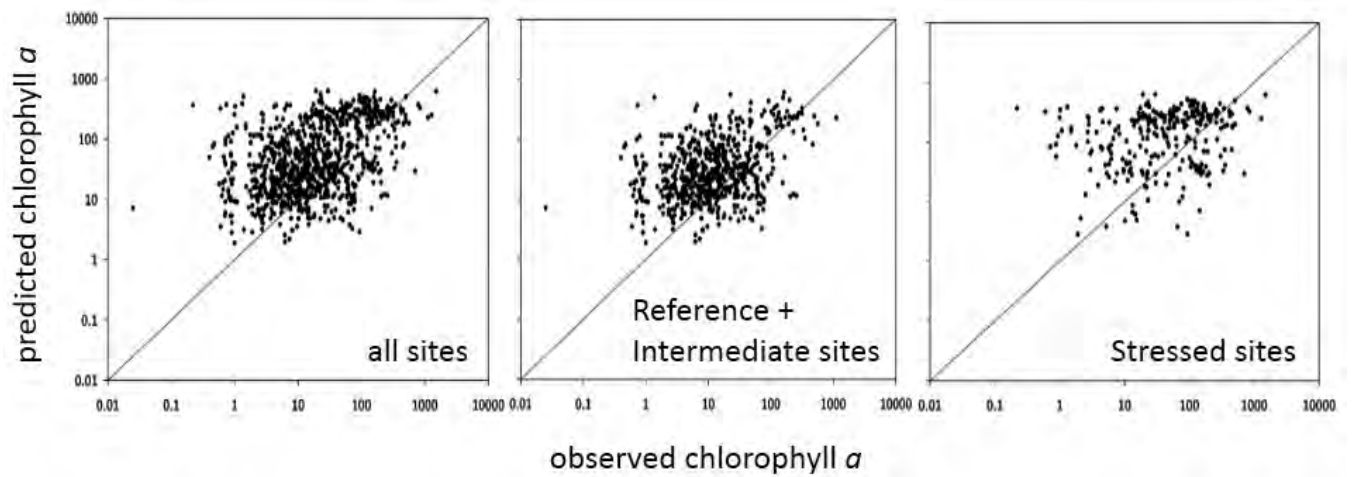 predicted chlorophyll a
10000
1000
100
10
1
0.1
0.01
all sites
Reference +
Intermediate sites
Stressed sites
0.01 0.1 1 10 100 1000 10000
0.01 0.1 1 10 100 1000 10000
0.01 0.1 1 10 100 1000 10000
observed chlorophyll a